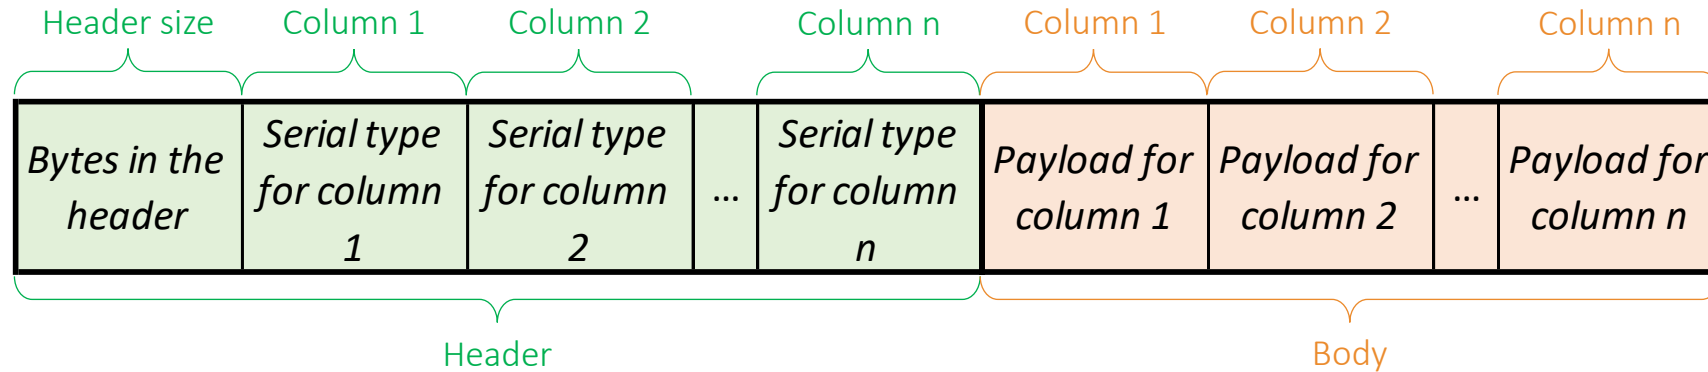 Header size
Column 1
Column 2
Column n
Column 1
Column 2
Column n
Bytes in the
header
Serial type
for column
1
Serial type
for column
2
...
Serial type
for column
n
Payload for
column 1
Payload for
column 2
...
Payload for
column n
Header
Body